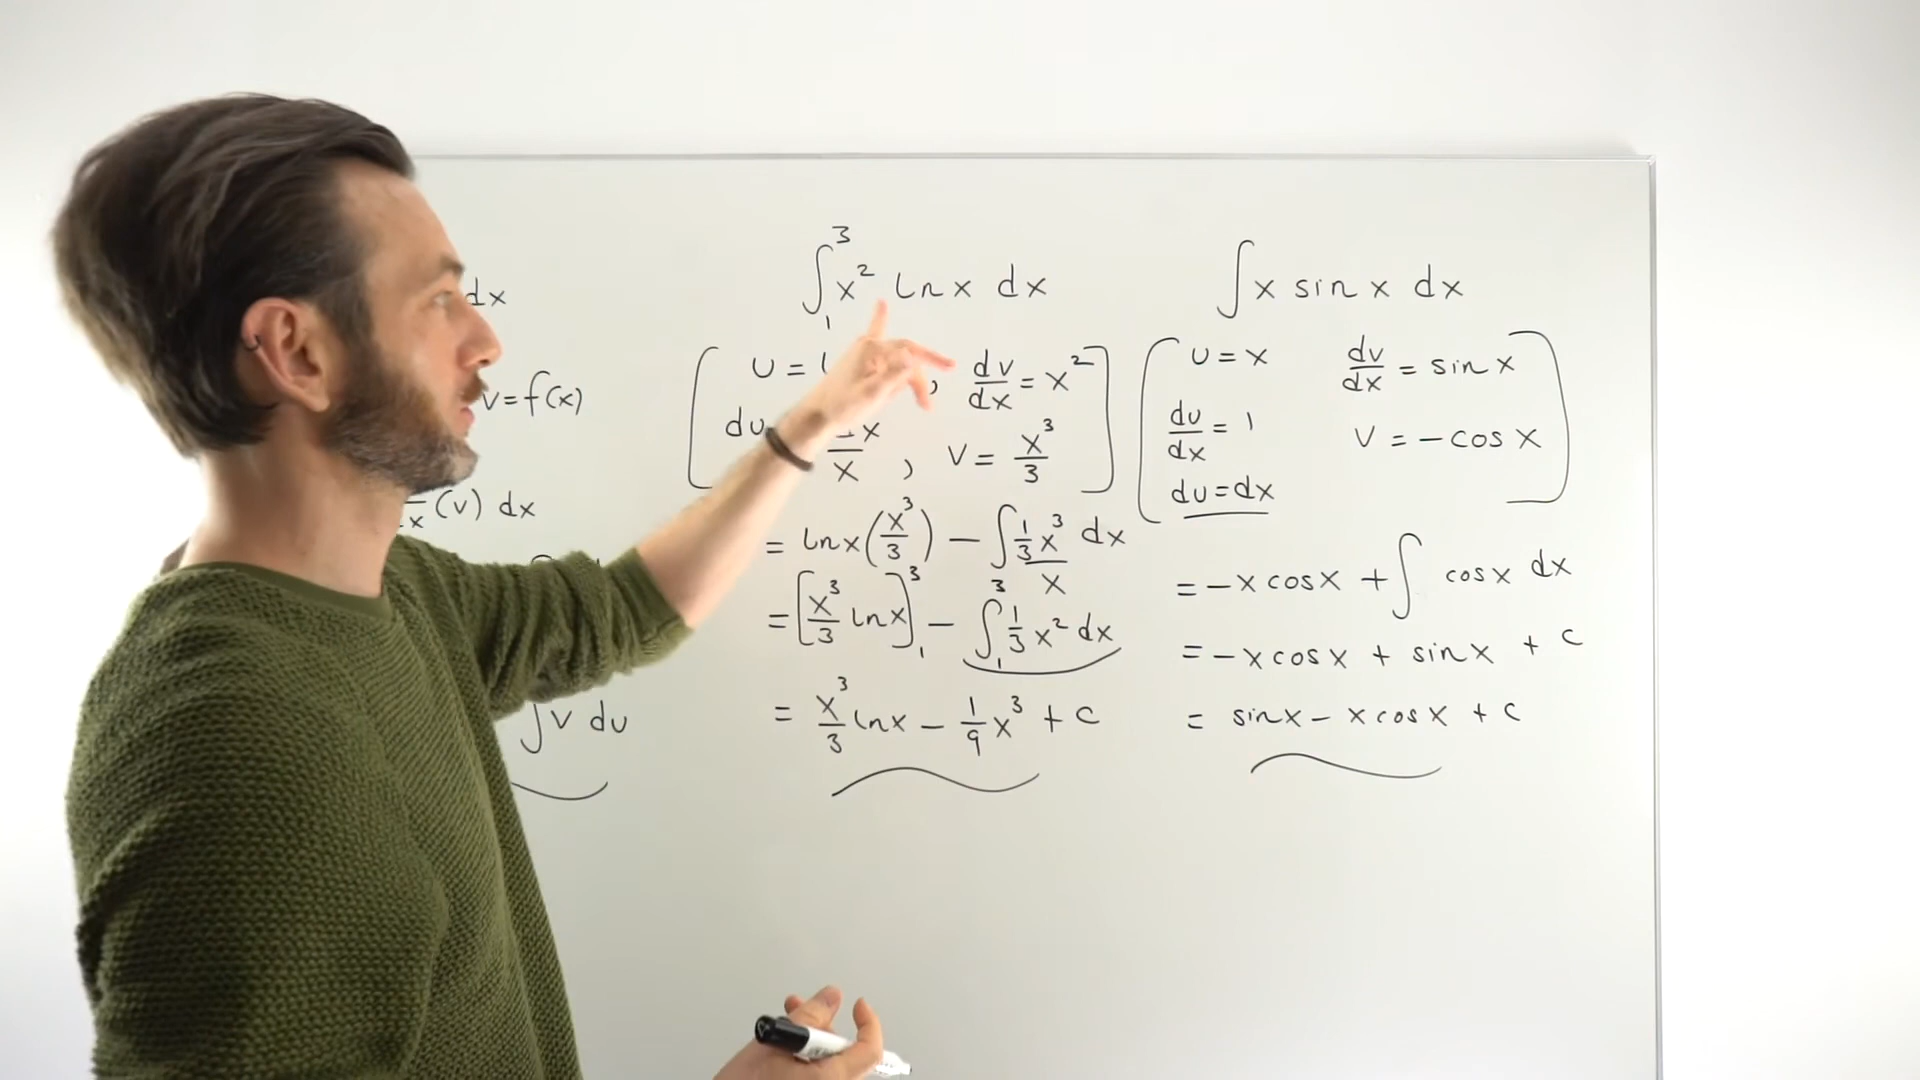 dx
v = f(x)
(v) dx
∫v du
∫₁³ x² ln x dx
u = , dv/dx = x²
du x , v = x³/3
= ln x (x³/3) − ∫ 1/3 x³/x dx
= [x³/3 ln x]₁³ − ∫₁³ 1/3 x² dx
= x³/3 ln x − 1/9 x³ + c
∫ x sin x dx
u = x dv/dx = sin x
du/dx = 1 v = −cos x
du = dx
= −x cos x + ∫ cos x dx
= −x cos x + sin x + c
= sin x − x cos x + c